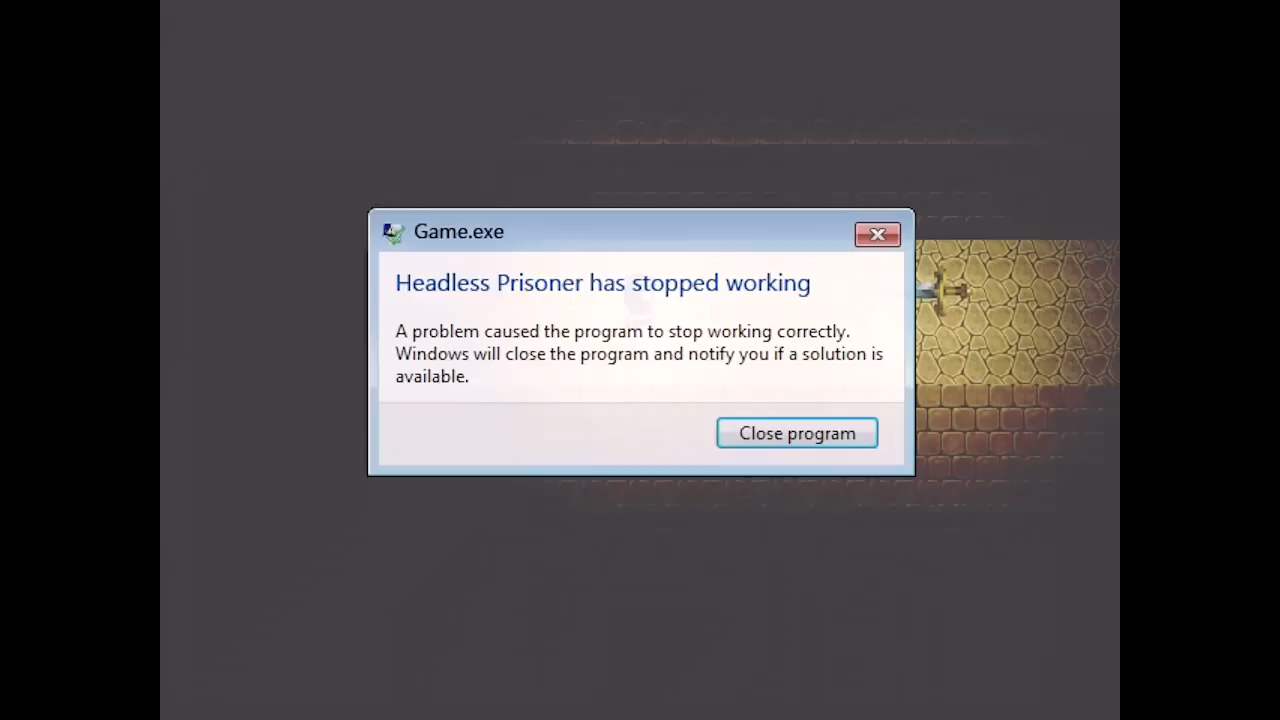 Game.exe
Headless Prisoner has stopped working
A problem caused the program to stop working correctly.
Windows will close the program and notify you if a solution is
available.
Close program